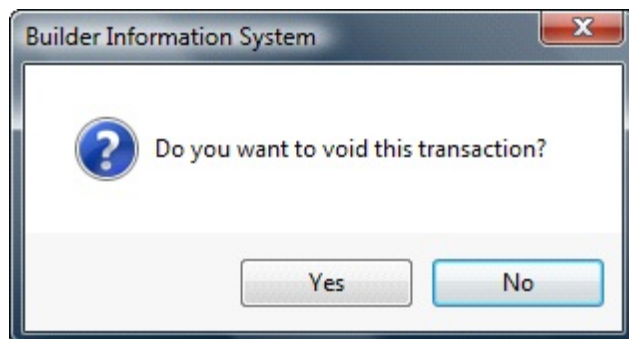 Builder Information System
Do you want to void this transaction?
Yes
No